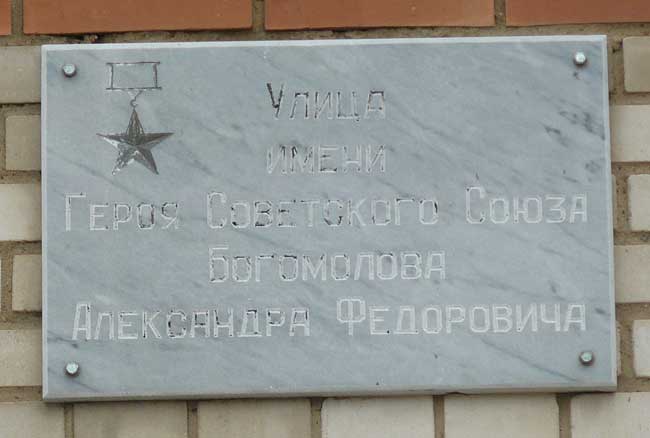 Улица
имени
Героя Советского Союза
Богомолова
Александра Федоровича